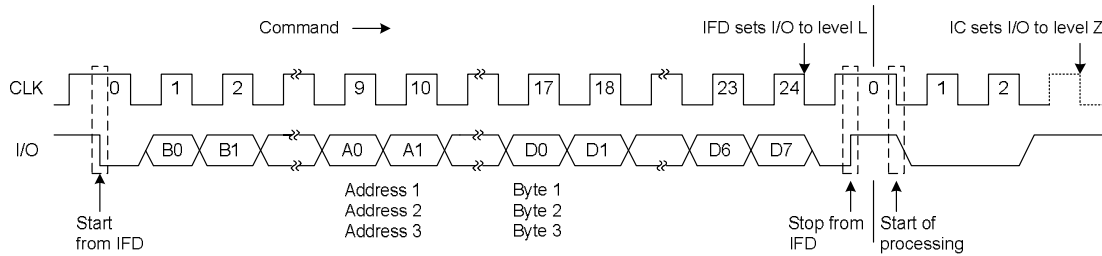 Command
IFD sets I/O to level L
IC sets I/O to level Z
CLK
0 1 2 9 10 17 18 23 24 0 1 2
I/O
B0 B1 A0 A1 D0 D1 D6 D7
Address 1
Address 2
Address 3
Byte 1
Byte 2
Byte 3
Start
from IFD
Stop from
IFD
Start of
processing